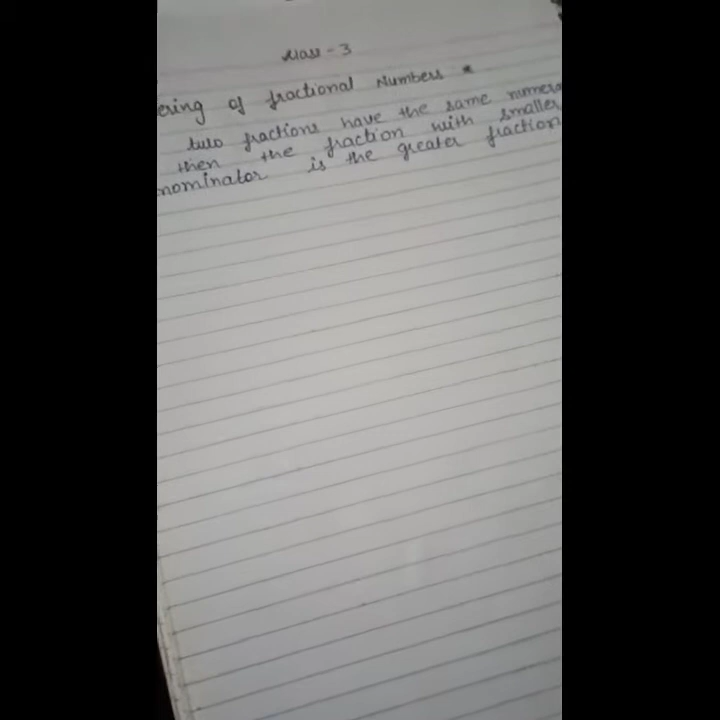 Class - 3
ering of fractional Numbers *
two fractions have the same numera
then the fraction with smaller
nominator is the greater fraction